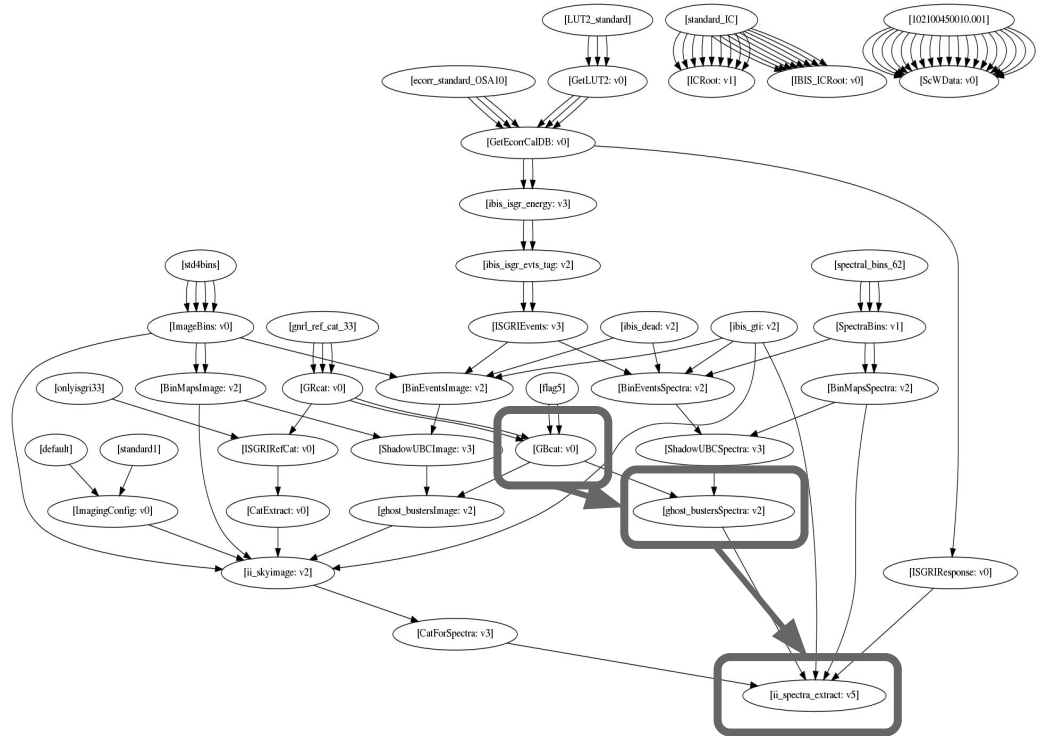 [LUT2_standard]
[standard_IC]
[102100450010.001]
[ecorr_standard_OSA10]
[GetLUT2: v0]
[ICRoot: v1]
[IBIS_ICRoot: v0]
[ScWData: v0]
[GetEcorrCalDB: v0]
[ibis_isgr_energy: v3]
[std4bins]
[ibis_isgr_evts_tag: v2]
[spectral_bins_62]
[ImageBins: v0]
[gnrl_ref_cat_33]
[ISGRIEvents: v3]
[ibis_dead: v2]
[ibis_gti: v2]
[SpectraBins: v1]
[onlyisgri33]
[BinMapsImage: v2]
[GRcat: v0]
[BinEventsImage: v2]
[flag5]
[BinEventsSpectra: v2]
[BinMapsSpectra: v2]
[default]
[standard1]
[ISGRIRefCat: v0]
[ShadowUBCImage: v3]
[GBcat: v0]
[ShadowUBCSpectra: v3]
[ImagingConfig: v0]
[CatExtract: v0]
[ghost_bustersImage: v2]
[ghost_bustersSpectra: v2]
[ii_skyimage: v2]
[ISGRIResponse: v0]
[CatForSpectra: v3]
[ii_spectra_extract: v5]